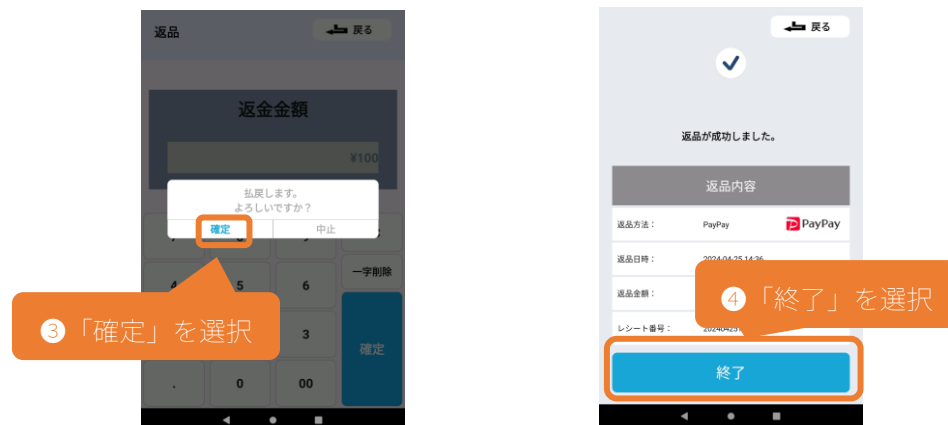 返品
戻る
返金金額
¥100
払戻します。
よろしいですか？
確定
中止
一字削除
4
5
6
3
確定
.
0
00
❸「確定」を選択
戻る
返品が成功しました。
返品内容
返品方法：
PayPay
PayPay
返品日時：
2024-04-25 14:36
返品金額：
レシート番号：
❹「終了」を選択
終了